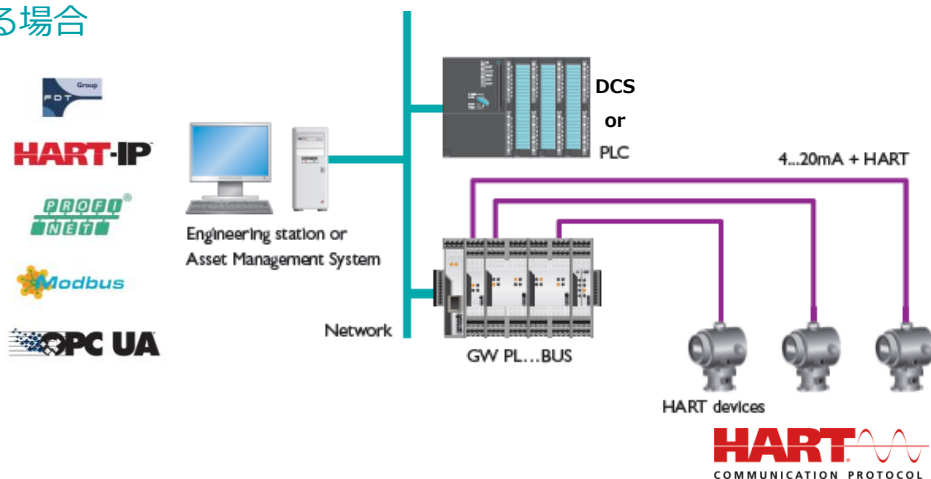 る場合
FDT Group
HART-IP
PROFI
NET
Modbus
OPC UA
Engineering station or
Asset Management System
Network
DCS
or
PLC
4...20mA + HART
GW PL...BUS
HART devices
HART
COMMUNICATION PROTOCOL